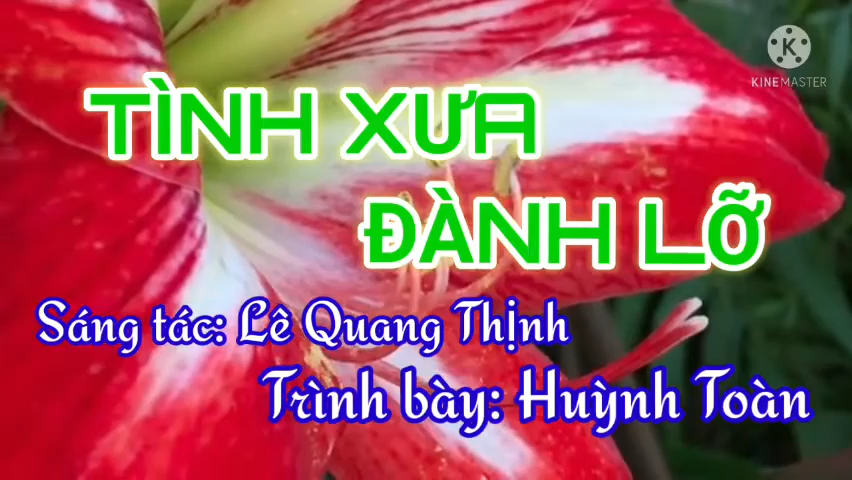 KINEMASTER
TÌNH XƯA
ĐÀNH LỠ
Sáng tác: Lê Quang Thịnh
Trình bày: Huỳnh Toàn